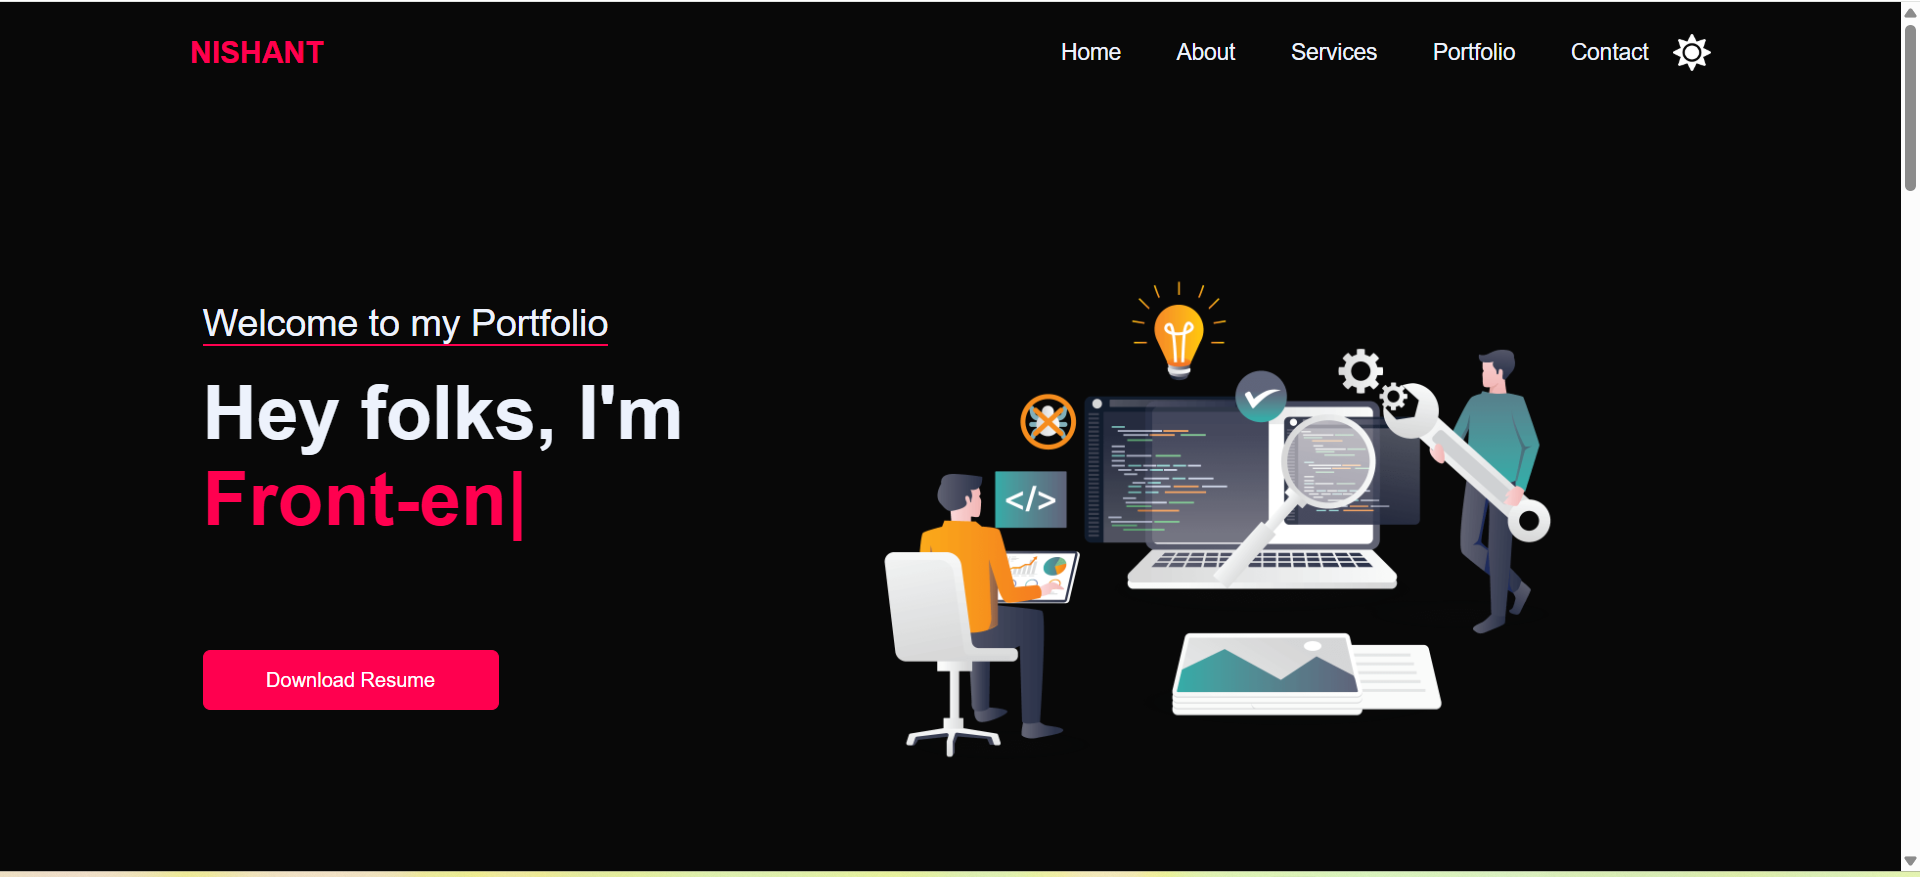 NISHANT
Home About Services Portfolio Contact
Welcome to my Portfolio
Hey folks, I'm
Front-en|
</>
Download Resume